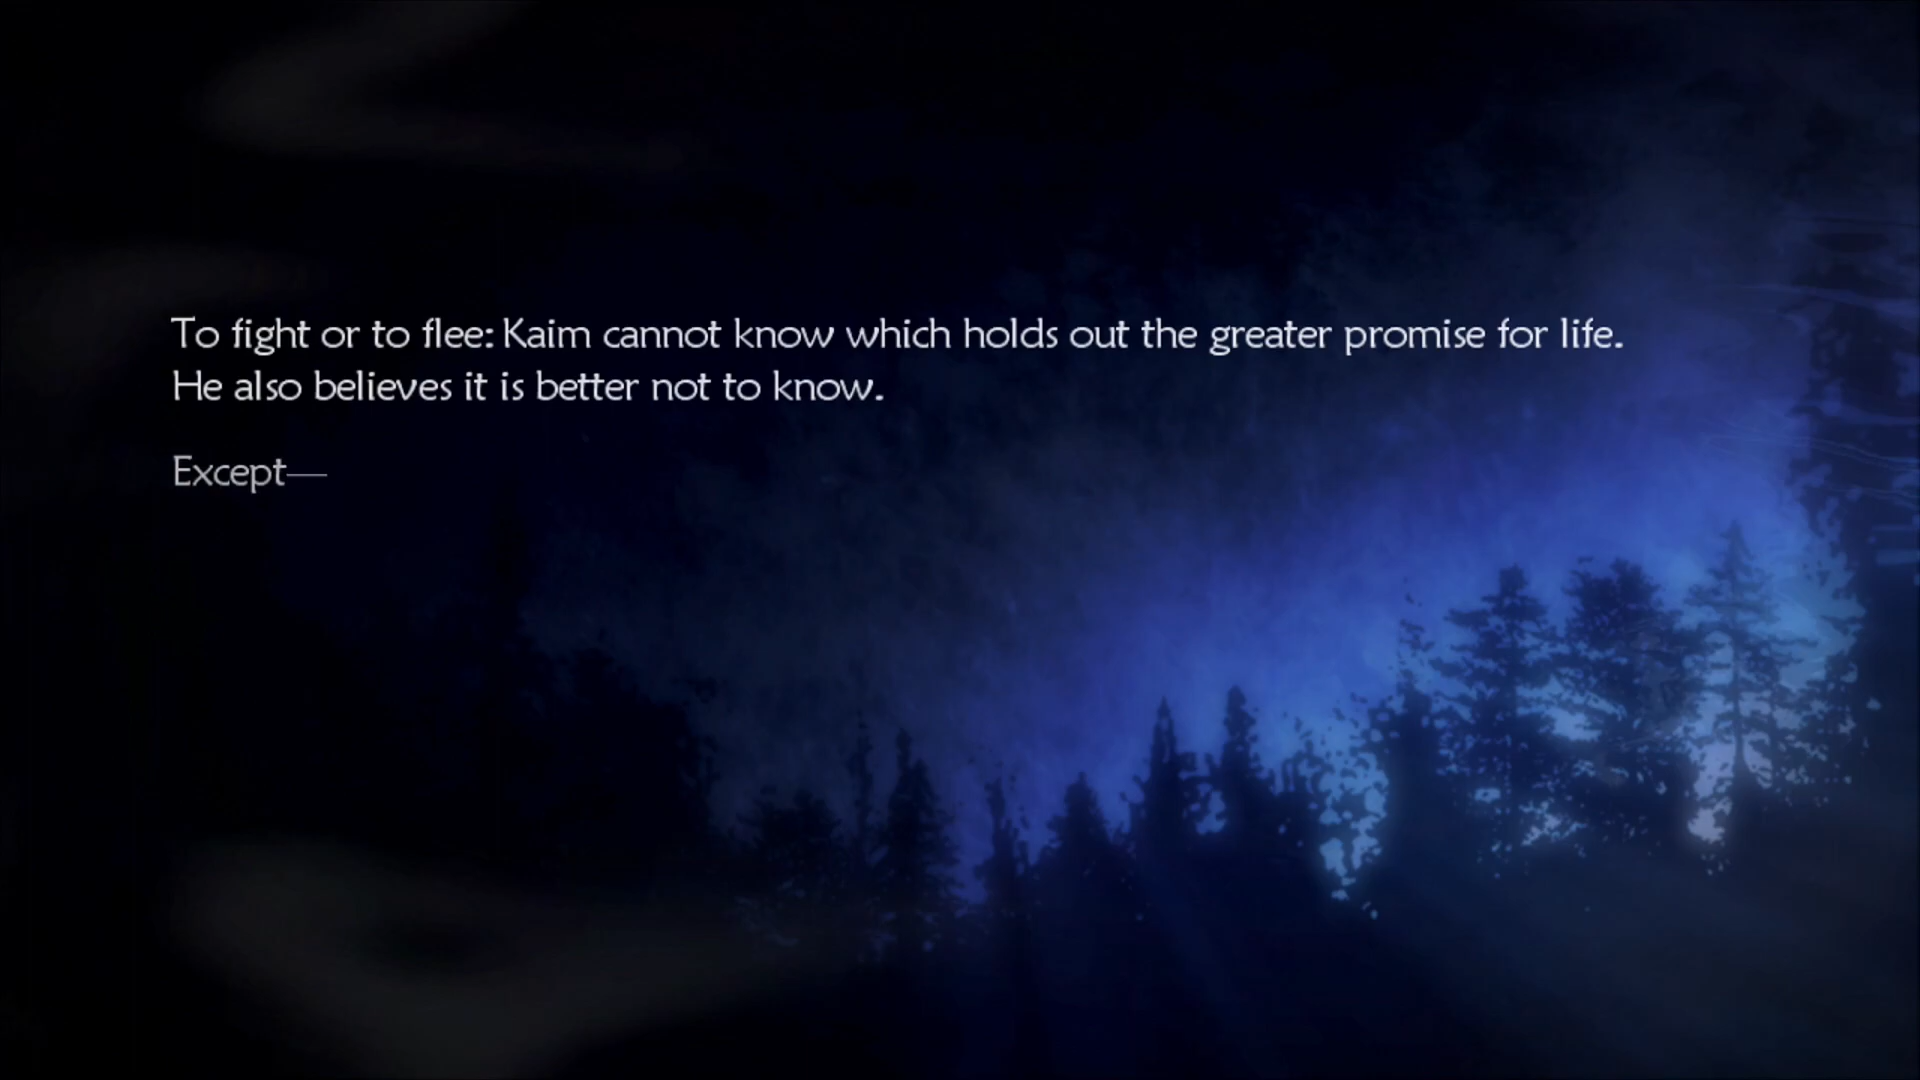 To fight or to flee: Kaim cannot know which holds out the greater promise for life.
He also believes it is better not to know.
Except—